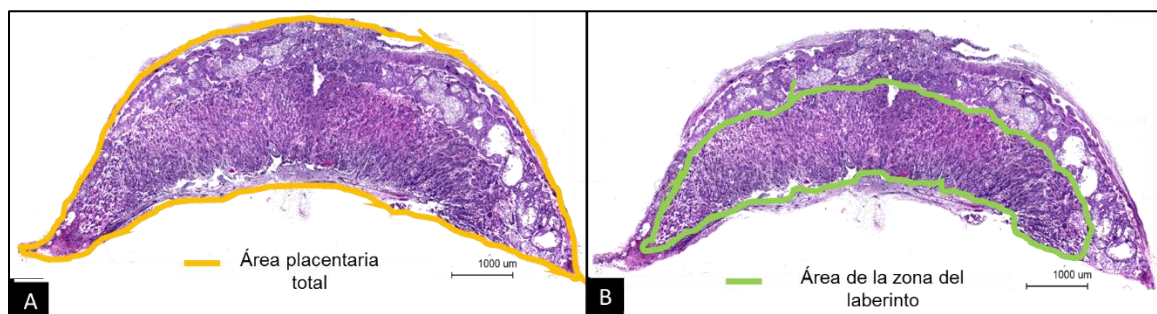 Área placentaria
total
1000 um
A
Área de la zona del
laberinto
1000 um
B